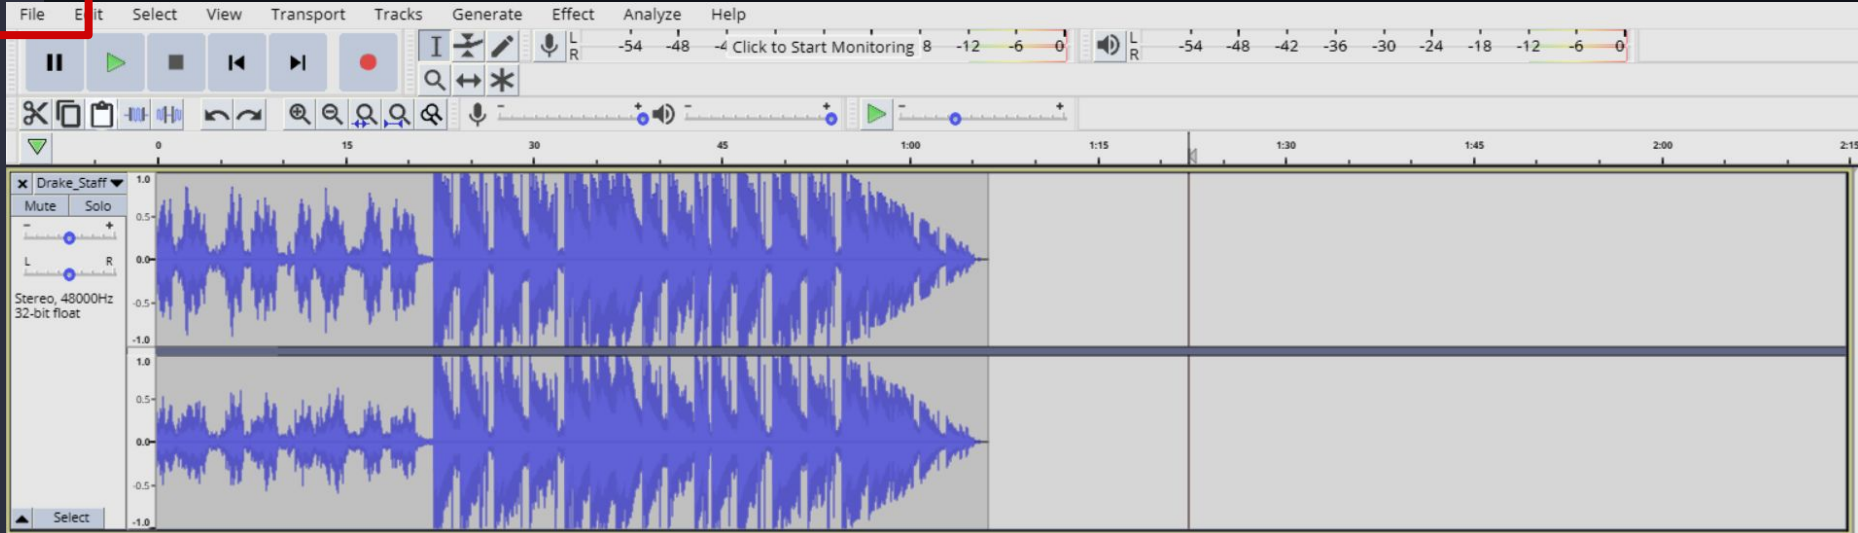 File Edit Select View Transport Tracks Generate Effect Analyze Help
L R -54 -48 -4 Click to Start Monitoring 8 -12 -6 0 L R -54 -48 -42 -36 -30 -24 -18 -12 -6 0
0 15 30 45 1:00 1:15 1:30 1:45 2:00 2:15
Drake_Staff
Mute Solo
- +
L R
Stereo, 48000Hz
32-bit float
Select
1.0
0.5
0.0
-0.5
-1.0
1.0
0.5
0.0
-0.5
-1.0